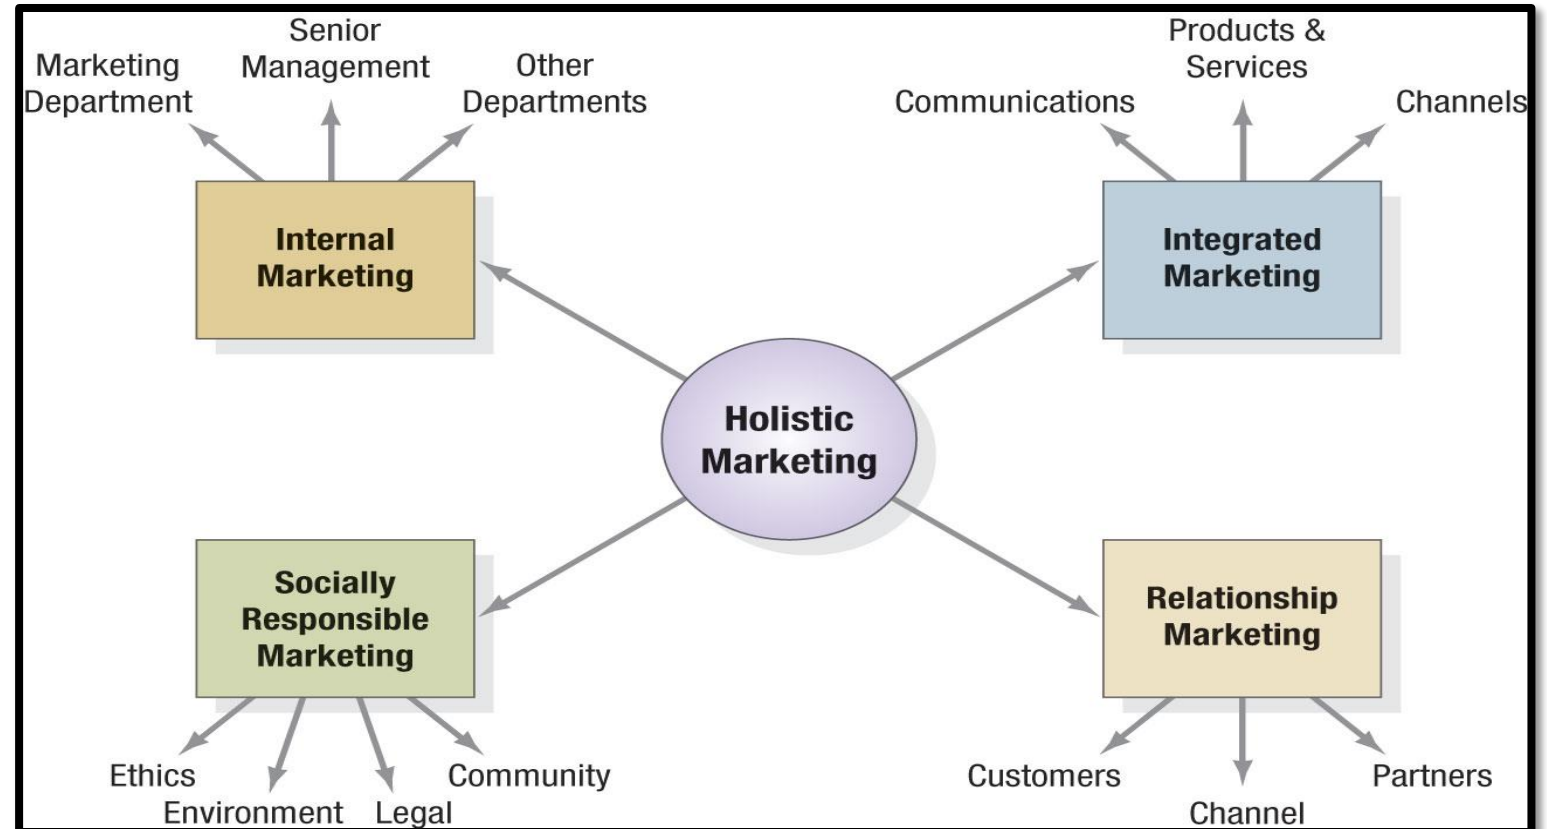 Marketing
Department
Senior
Management
Other
Departments
Internal
Marketing
Communications
Products &
Services
Channels
Integrated
Marketing
Holistic
Marketing
Socially
Responsible
Marketing
Ethics
Environment
Legal
Community
Relationship
Marketing
Customers
Channel
Partners